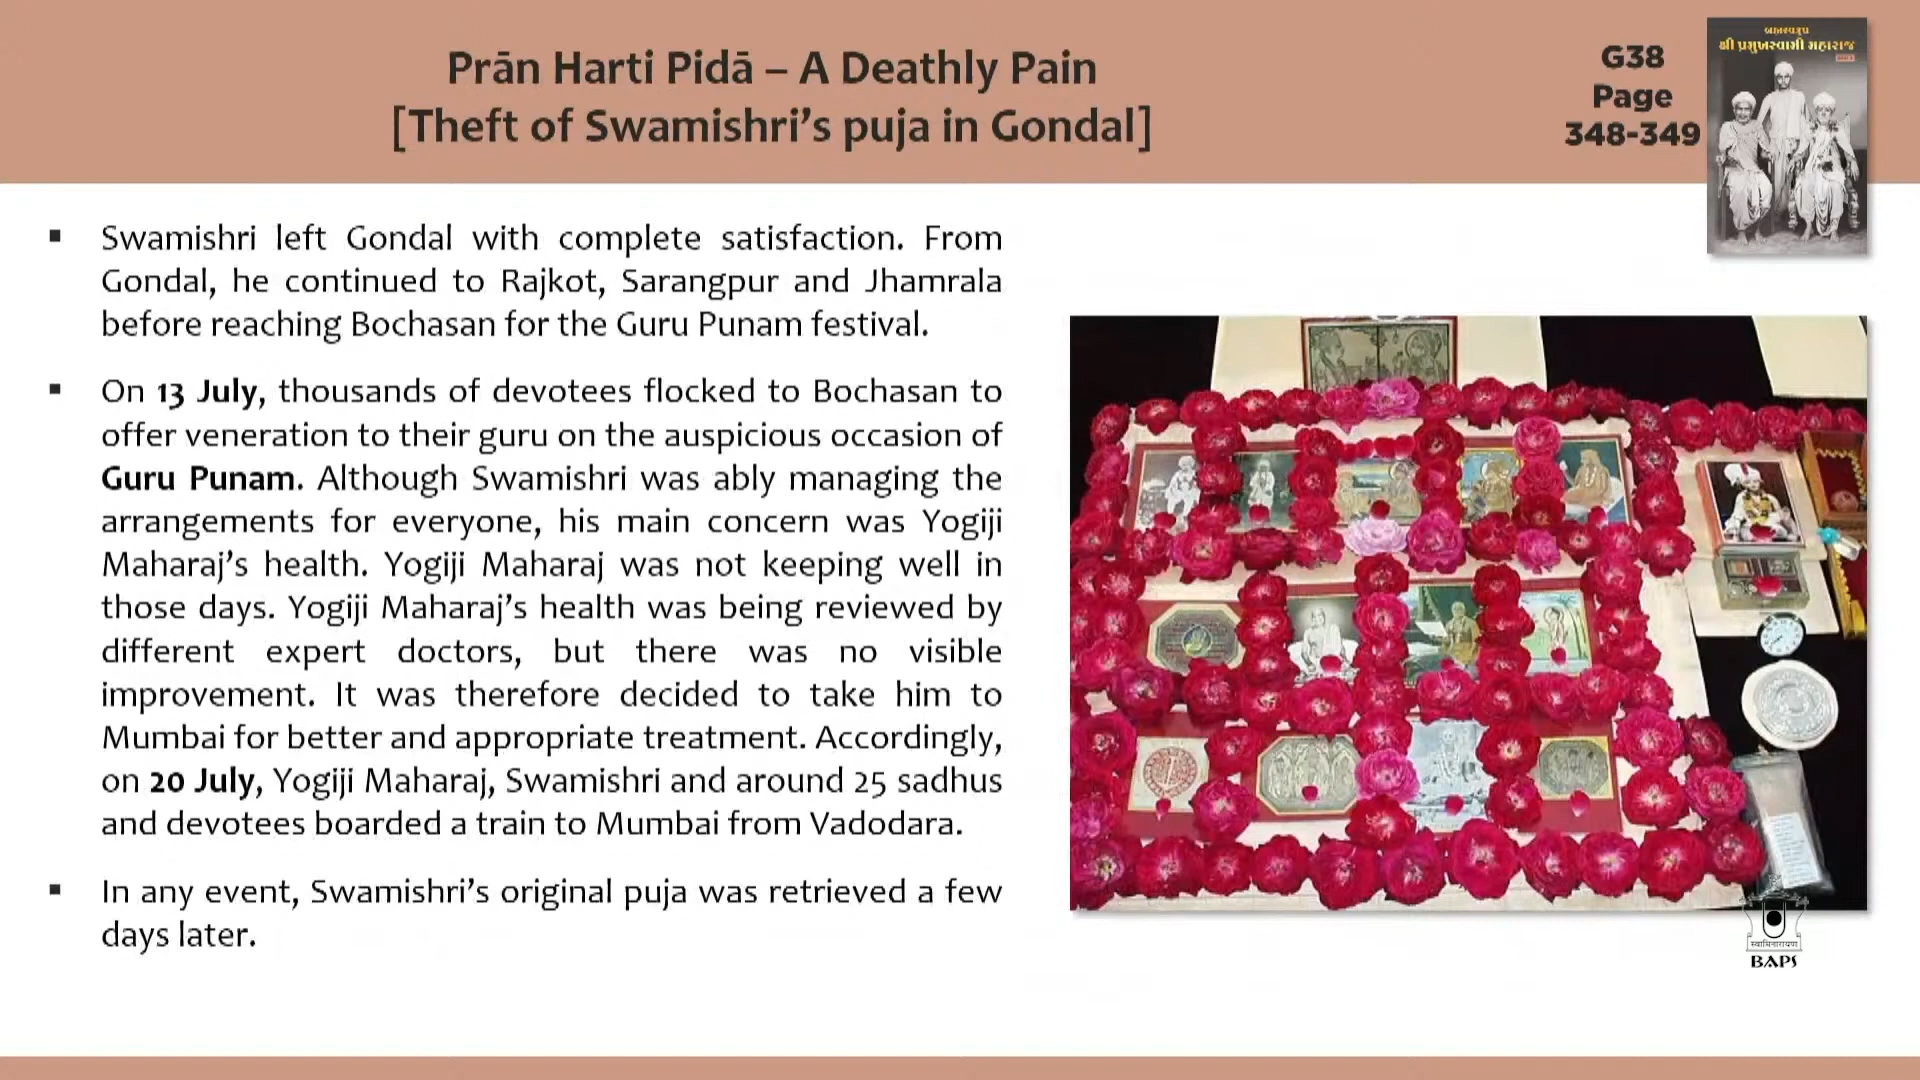 Prān Harti Pidā – A Deathly Pain
[Theft of Swamishri’s puja in Gondal]
G38
Page
348-349
બ્રહ્મસ્વરૂપ
શ્રી પ્રમુખસ્વામી મહારાજ
▪ Swamishri left Gondal with complete satisfaction. From
Gondal, he continued to Rajkot, Sarangpur and Jhamrala
before reaching Bochasan for the Guru Punam festival.
▪ On 13 July, thousands of devotees flocked to Bochasan to
offer veneration to their guru on the auspicious occasion of
Guru Punam. Although Swamishri was ably managing the
arrangements for everyone, his main concern was Yogiji
Maharaj’s health. Yogiji Maharaj was not keeping well in
those days. Yogiji Maharaj’s health was being reviewed by
different expert doctors, but there was no visible
improvement. It was therefore decided to take him to
Mumbai for better and appropriate treatment. Accordingly,
on 20 July, Yogiji Maharaj, Swamishri and around 25 sadhus
and devotees boarded a train to Mumbai from Vadodara.
▪ In any event, Swamishri’s original puja was retrieved a few
days later.
स्वामिनारायण
BAPS